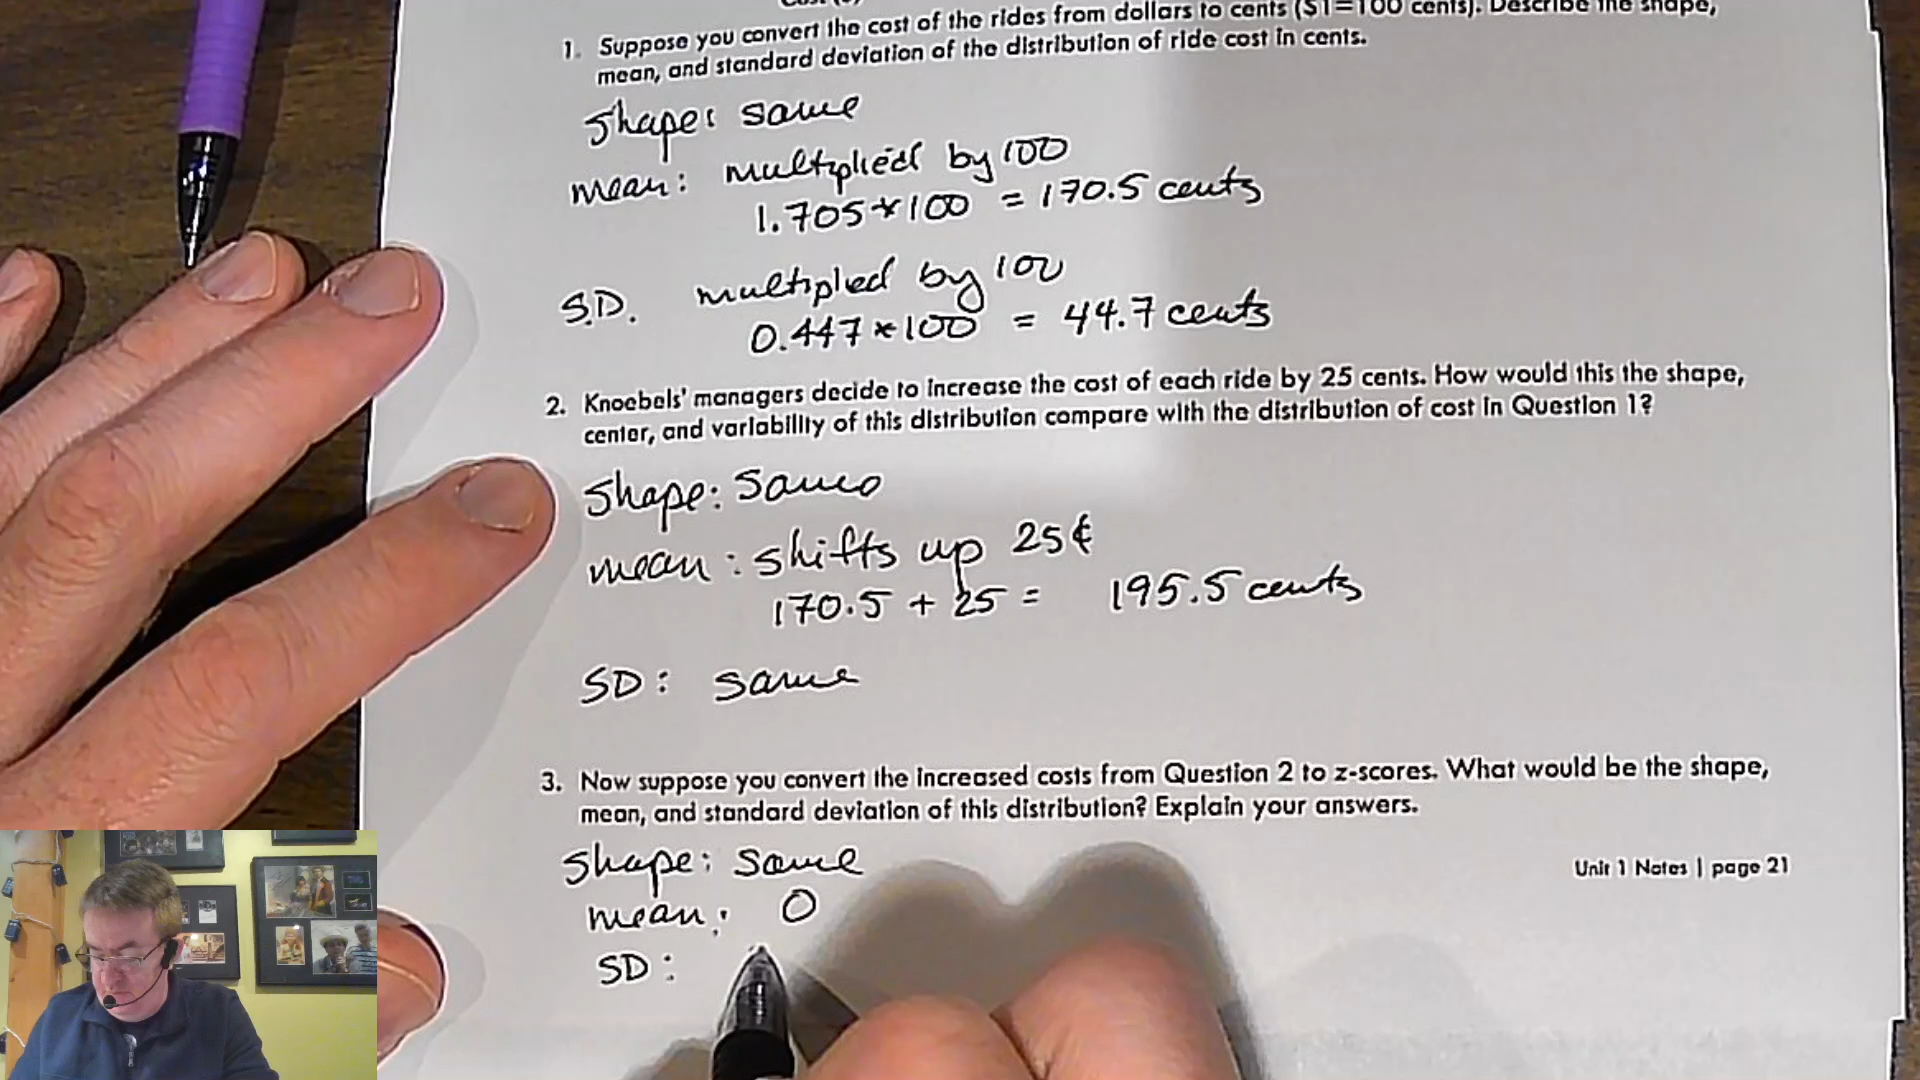 Cost ($)
1. Suppose you convert the cost of the rides from dollars to cents ($1=100 cents). Describe the shape,
mean, and standard deviation of the distribution of ride cost in cents.
Shape: same
mean: multiplied by 100
1.705*100 = 170.5 cents
S.D. multiplied by 100
0.447*100 = 44.7 cents
2. Knoebels' managers decide to increase the cost of each ride by 25 cents. How would this the shape,
center, and variability of this distribution compare with the distribution of cost in Question 1?
Shape: Same
mean: shifts up 25¢
170.5 + 25 = 195.5 cents
SD: same
3. Now suppose you convert the increased costs from Question 2 to z-scores. What would be the shape,
mean, and standard deviation of this distribution? Explain your answers.
Shape: Same
Unit 1 Notes | page 21
mean: 0
SD: